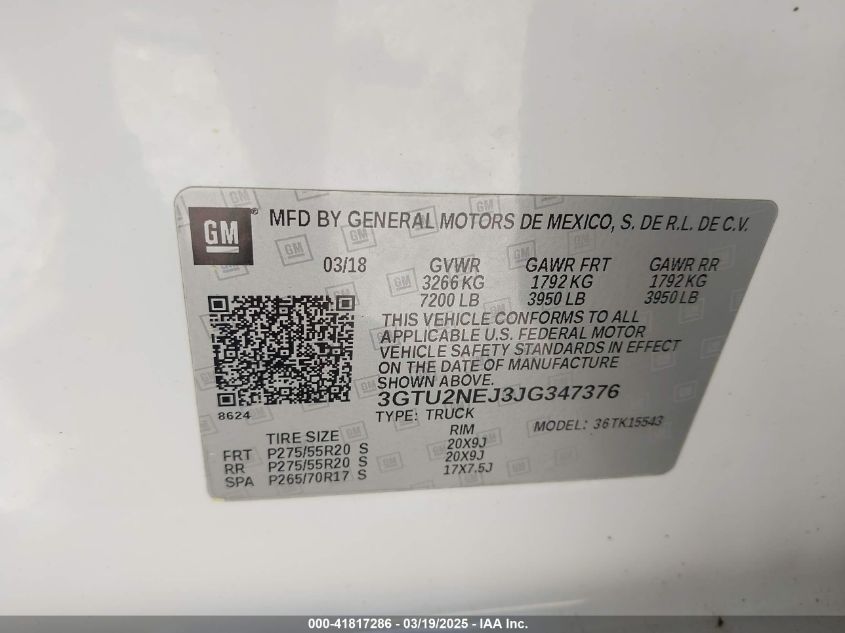 GM ® MFD BY GENERAL MOTORS DE MEXICO, S. DE R.L. DE C.V.
03/18 GVWR GAWR FRT GAWR RR
3266 KG 1792 KG 1792 KG
7200 LB 3950 LB 3950 LB
THIS VEHICLE CONFORMS TO ALL
APPLICABLE U.S. FEDERAL MOTOR
VEHICLE SAFETY STANDARDS IN EFFECT
ON THE DATE OF MANUFACTURE
SHOWN ABOVE.
3GTU2NEJ3JG347376
8624 TYPE: TRUCK MODEL: 36TK15543
TIRE SIZE RIM
FRT P275/55R20 S 20X9J
RR P275/55R20 S 20X9J
SPA P265/70R17 S 17X7.5J
000-41817286 - 03/19/2025 - IAA Inc.